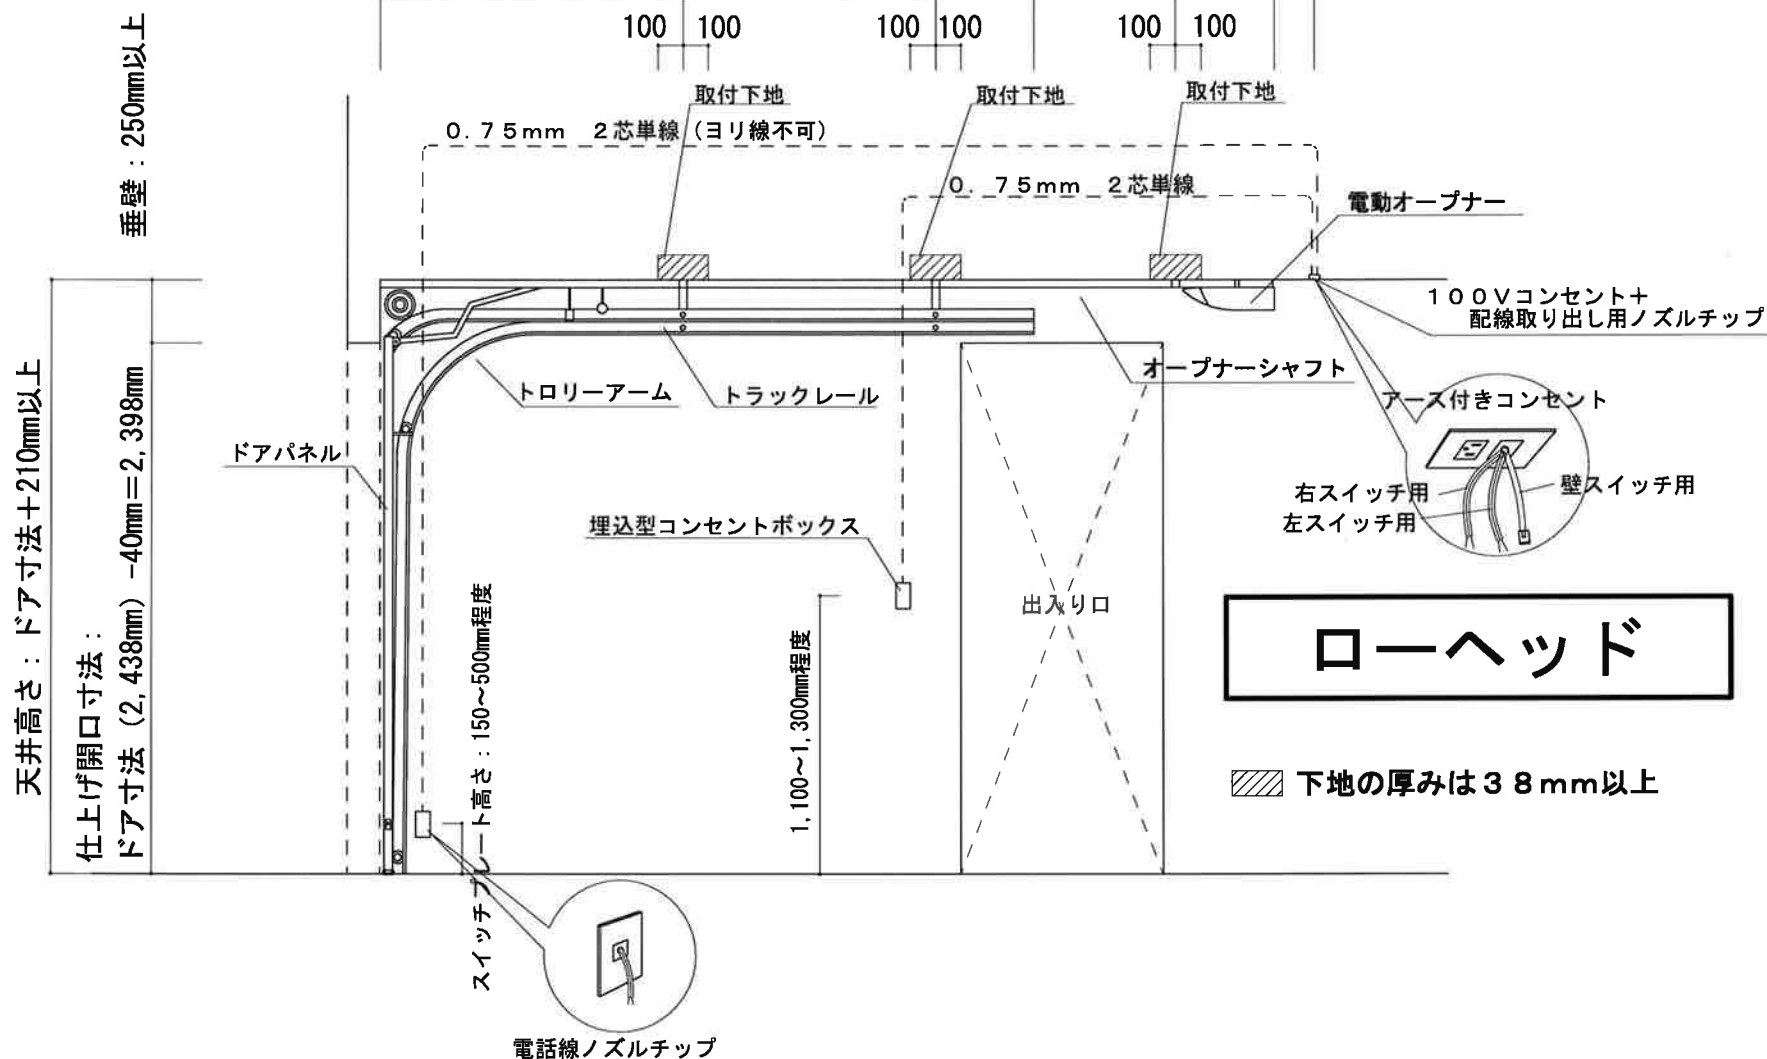 100 100
100 100
100 100
垂壁：250mm以上
取付下地
取付下地
取付下地
０．７５mm　２芯単線（ヨリ線不可）
０．７５mm　２芯単線
電動オープナー
１００Ｖコンセント＋
配線取り出し用ノズルチップ
オープナーシャフト
トロリーアーム
トラックレール
アース付きコンセント
ドアパネル
右スイッチ用
左スイッチ用
壁スイッチ用
埋込型コンセントボックス
天井高さ：ドア寸法＋210mm以上
仕上げ開口寸法：
ドア寸法（2,438mm）-40mm＝2,398mm
スイッチプレート高さ：150～500mm程度
1,100～1,300mm程度
出入り口
ローヘッド
下地の厚みは３８mm以上
電話線ノズルチップ